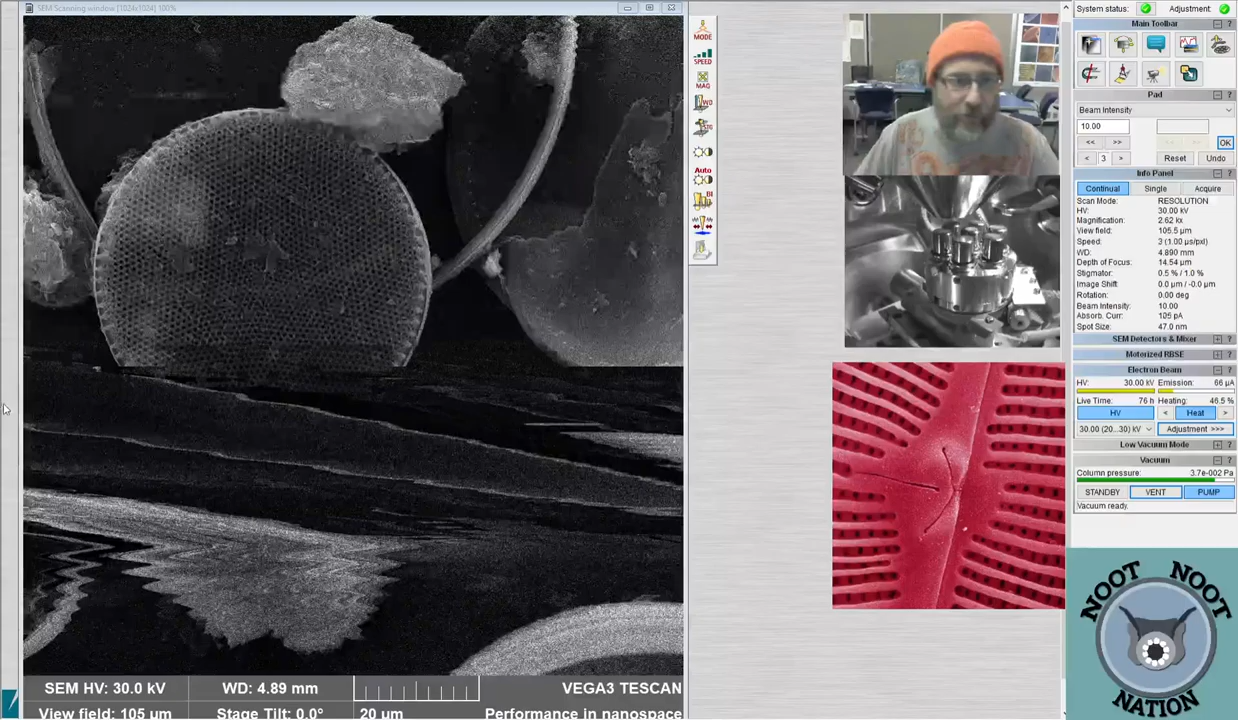 SEM Scanning window [1024x1024] 100%
SEM HV: 30.0 kV
WD: 4.89 mm
VEGA3 TESCAN
View field: 105 µm
Stage Tilt: 0.0°
20 µm
Performance in nanospace
MODE
SPEED
MAG
WD
Auto
BI
System status:
Adjustment:
Main Toolbar
Pad
Beam Intensity
10.00
<< >>
OK
< 3 >
Reset
Undo
Info Panel
Continual
Single
Acquire
Scan Mode: RESOLUTION
HV: 30.00 kV
Magnification: 2.62 kx
View field: 105.5 µm
Speed: 3 (1.00 µs/pxl)
WD: 4.890 mm
Depth of Focus: 14.54 µm
Stigmator: 0.5 % / 1.0 %
Image Shift: 0.0 µm / -0.0 µm
Rotation: 0.00 deg
Beam Intensity: 10.00
Absorb. Curr: 105 pA
Spot Size: 47.0 nm
SEM Detectors & Mixer
Motorized RBSE
Electron Beam
HV: 30.00 kV Emission: 66 µA
Live Time: 76 h Heating: 46.5 %
HV
< Heat >
30.00 (20...30) kV
Adjustment >>>
Low Vacuum Mode
Vacuum
Column pressure: 3.7e-002 Pa
STANDBY
VENT
PUMP
Vacuum ready.
NOOT NOOT
NATION